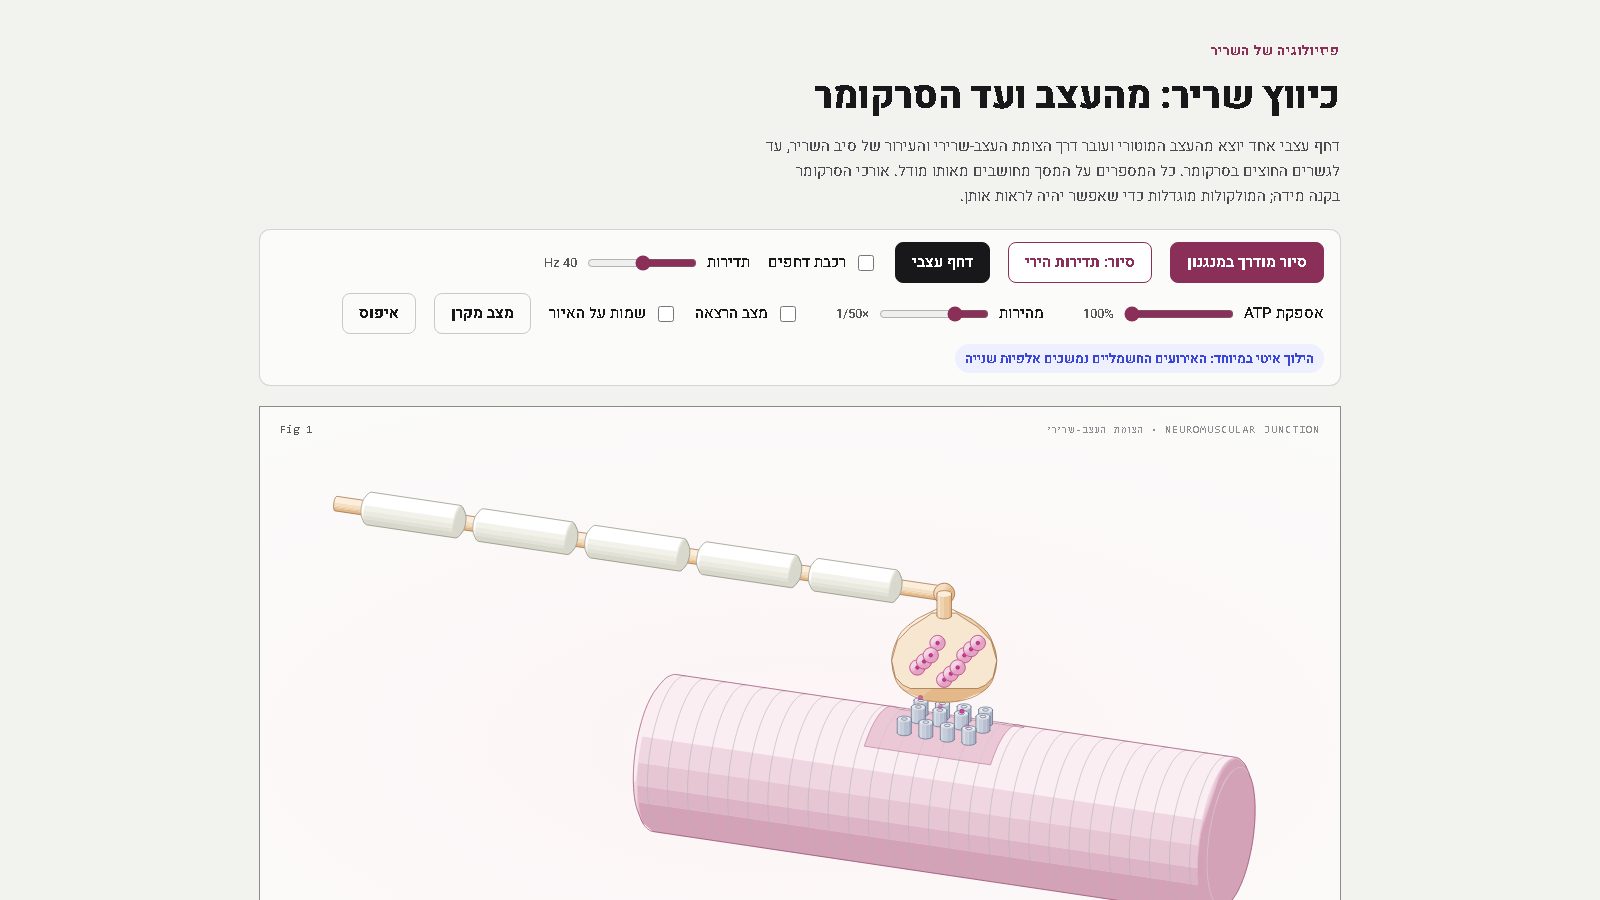 פיזיולוגיה של השריר
כיווץ שריר: מהעצב ועד הסרקומר
דחף עצבי אחד יוצא מהעצב המוטורי ועובר דרך הצומת העצב-שרירי והעירור של סיב השריר, עד
לגשרים החוצים בסרקומר. כל המספרים על המסך מחושבים מאותו מודל. אורכי הסרקומר
בקנה מידה; המולקולות מוגדלות כדי שאפשר יהיה לראות אותן.
סיור מודרך במנגנון
סיור: תדירות הירי
דחף עצבי
רכבת דחפים
תדירות
40 Hz
אספקת ATP
100%
מהירות
1/50×
מצב הרצאה
שמות על האיור
מצב מקרן
איפוס
הילוך איטי במיוחד: האירועים החשמליים נמשכים אלפיות שנייה
NEUROMUSCULAR JUNCTION · הצומת העצב-שרירי
Fig 1